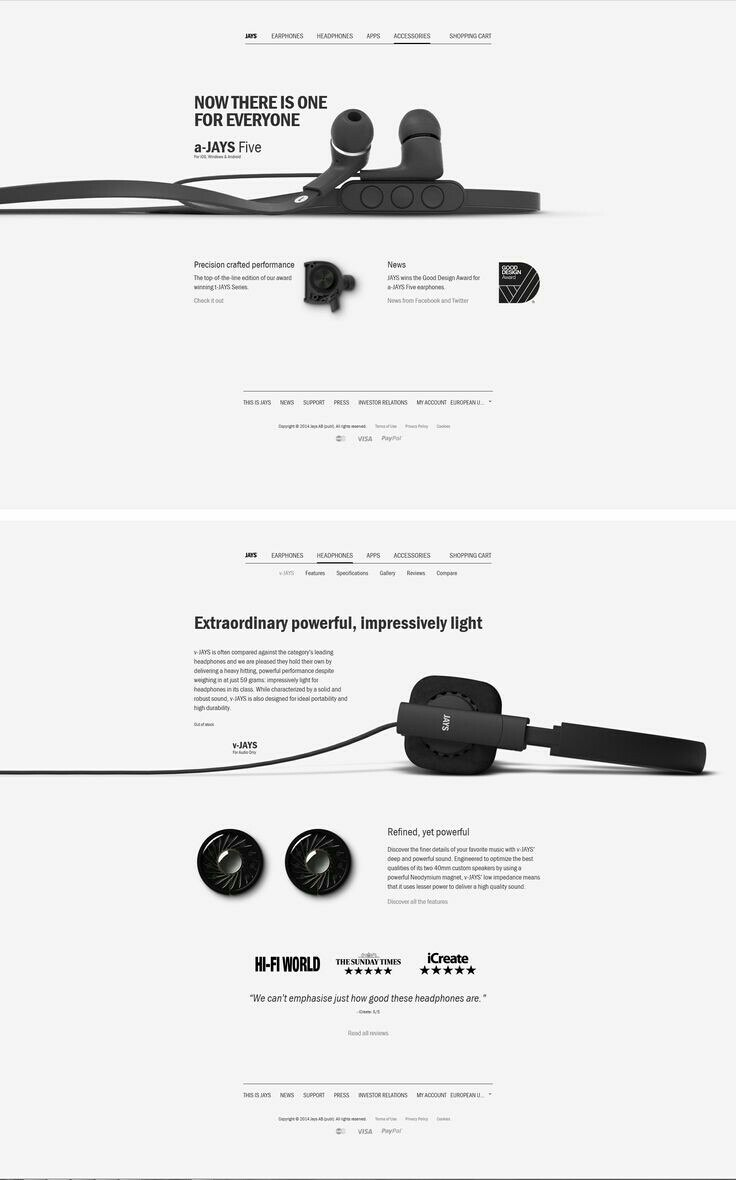 JAYS EARPHONES HEADPHONES APPS ACCESSORIES SHOPPING CART
NOW THERE IS ONE
FOR EVERYONE
a-JAYS Five
For iOS, Windows & Android
Precision crafted performance
The top-of-the-line edition of our award
winning t-JAYS Series.
Check it out
News
JAYS wins the Good Design Award for
a-JAYS Five earphones.
News from Facebook and Twitter
GOOD
DESIGN
Award
THIS IS JAYS NEWS SUPPORT PRESS INVESTOR RELATIONS MY ACCOUNT EUROPEAN U...
Copyright © 2014 Jays AB (publ). All rights reserved. Terms of Use Privacy Policy Cookies
VISA PayPal
JAYS EARPHONES HEADPHONES APPS ACCESSORIES SHOPPING CART
v-JAYS Features Specifications Gallery Reviews Compare
Extraordinary powerful, impressively light
v-JAYS is often compared against the category's leading
headphones and we are pleased they hold their own by
delivering a heavy hitting, powerful performance despite
weighing in at just 59 grams: impressively light for
headphones in its class. While characterized by a solid and
robust sound, v-JAYS is also designed for ideal portability and
high durability.
Out of stock
v-JAYS
For Audio Only
JAYS
Refined, yet powerful
Discover the finer details of your favorite music with v-JAYS'
deep and powerful sound. Engineered to optimize the best
qualities of its two 40mm custom speakers by using a
powerful Neodymium magnet, v-JAYS' low impedance means
that it uses lesser power to deliver a high quality sound.
Discover all the features
HI-FI WORLD
THE SUNDAY TIMES
★★★★★
iCreate
★★★★★
"We can't emphasise just how good these headphones are."
- iCreate 5/5
Read all reviews
THIS IS JAYS NEWS SUPPORT PRESS INVESTOR RELATIONS MY ACCOUNT EUROPEAN U...
Copyright © 2014 Jays AB (publ). All rights reserved. Terms of Use Privacy Policy Cookies
VISA PayPal